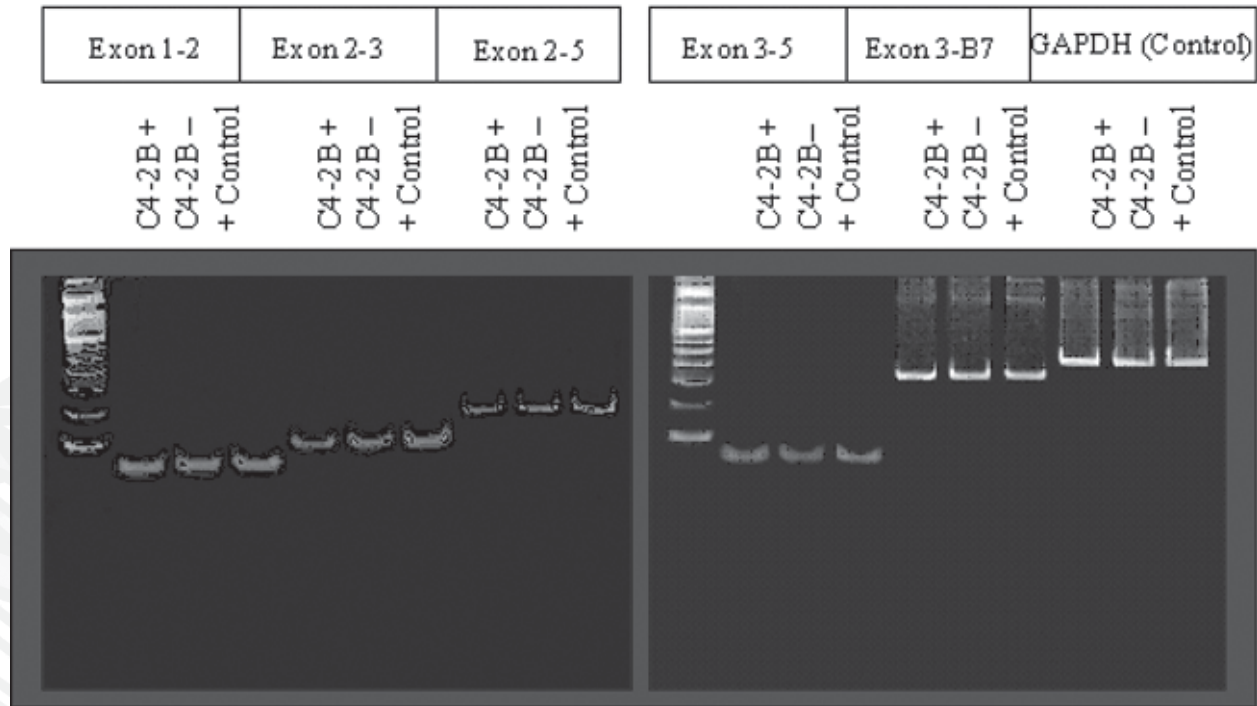 Exon 1-2 Exon 2-3 Exon 2-5 Exon 3-5 Exon 3-B7 GAPDH (Control)
C4-2B +
C4-2B –
+ Control
C4-2B +
C4-2B –
+ Control
C4-2B +
C4-2B –
+ Control
C4-2B +
C4-2B–
+ Control
C4-2B +
C4-2B –
+ Control
C4-2B +
C4-2B –
+ Control